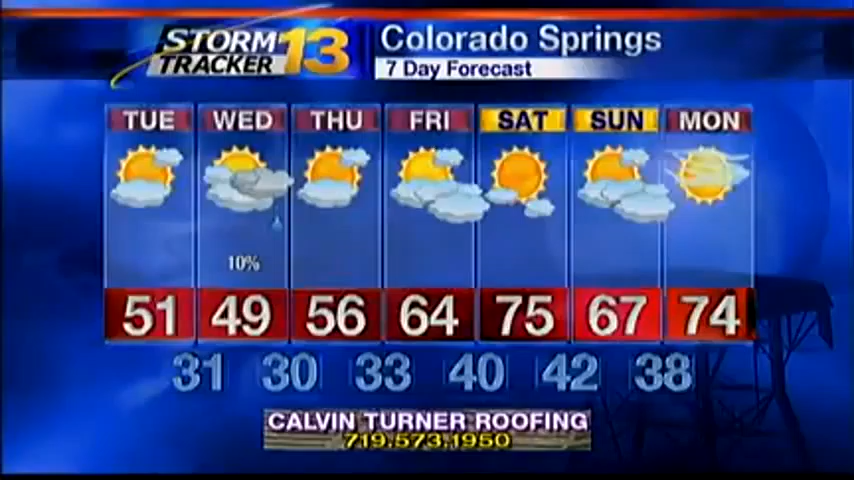 STORM TRACKER 13
Colorado Springs
7 Day Forecast
TUE WED THU FRI SAT SUN MON
10%
51 49 56 64 75 67 74
31 30 33 40 42 38
CALVIN TURNER ROOFING
719.573.1950